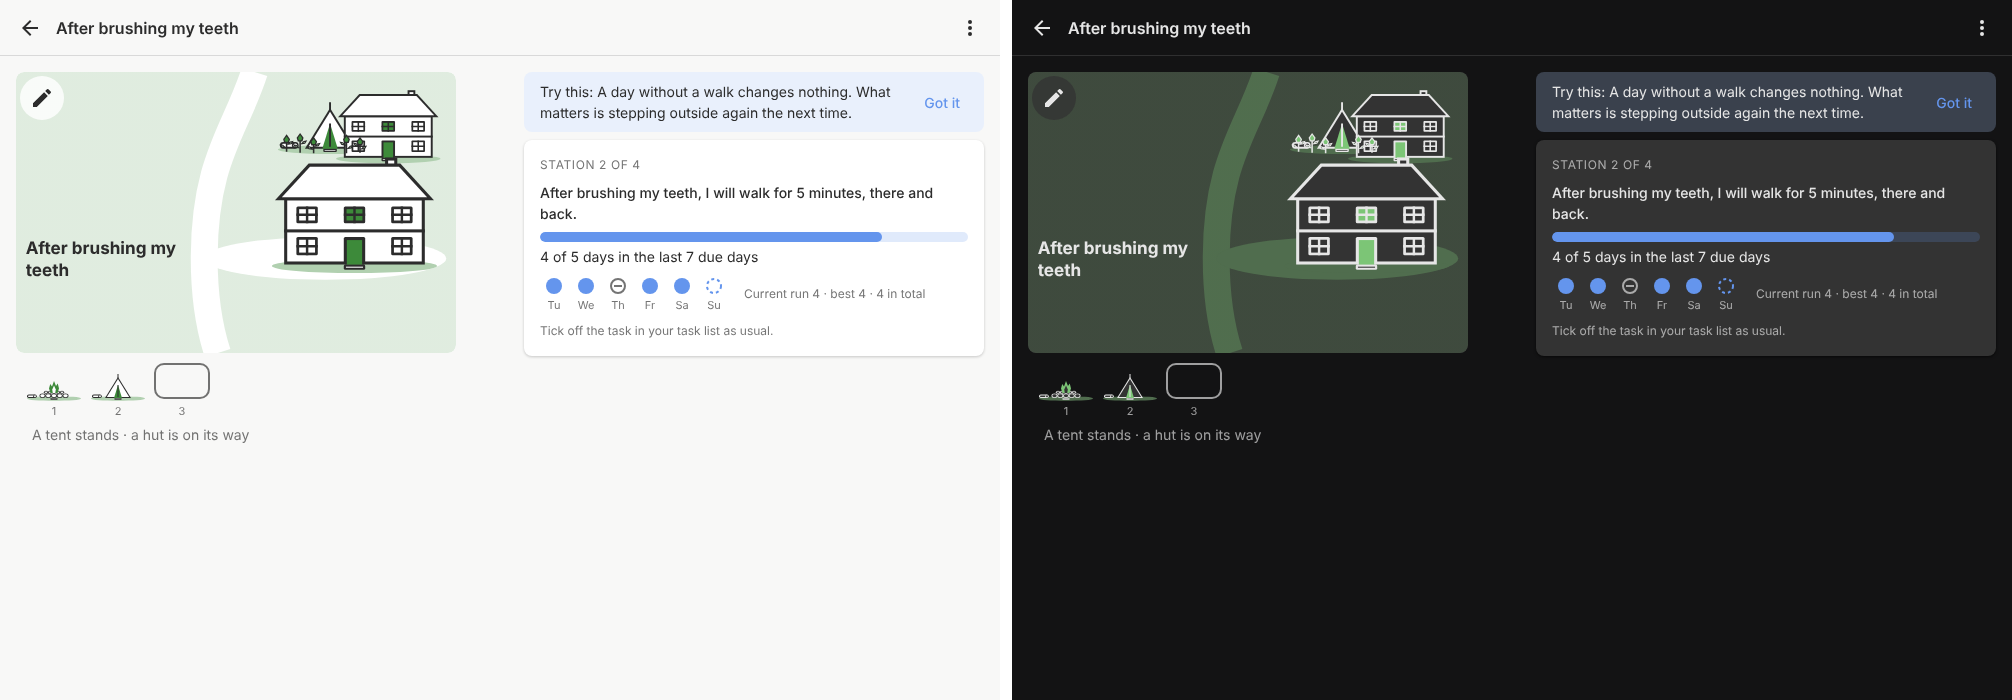 After brushing my teeth
After brushing my
teeth
1
2
3
A tent stands · a hut is on its way
Try this: A day without a walk changes nothing. What
matters is stepping outside again the next time.
Got it
STATION 2 OF 4
After brushing my teeth, I will walk for 5 minutes, there and
back.
4 of 5 days in the last 7 due days
Tu We Th Fr Sa Su
Current run 4 · best 4 · 4 in total
Tick off the task in your task list as usual.
After brushing my teeth
After brushing my
teeth
1
2
3
A tent stands · a hut is on its way
Try this: A day without a walk changes nothing. What
matters is stepping outside again the next time.
Got it
STATION 2 OF 4
After brushing my teeth, I will walk for 5 minutes, there and
back.
4 of 5 days in the last 7 due days
Tu We Th Fr Sa Su
Current run 4 · best 4 · 4 in total
Tick off the task in your task list as usual.